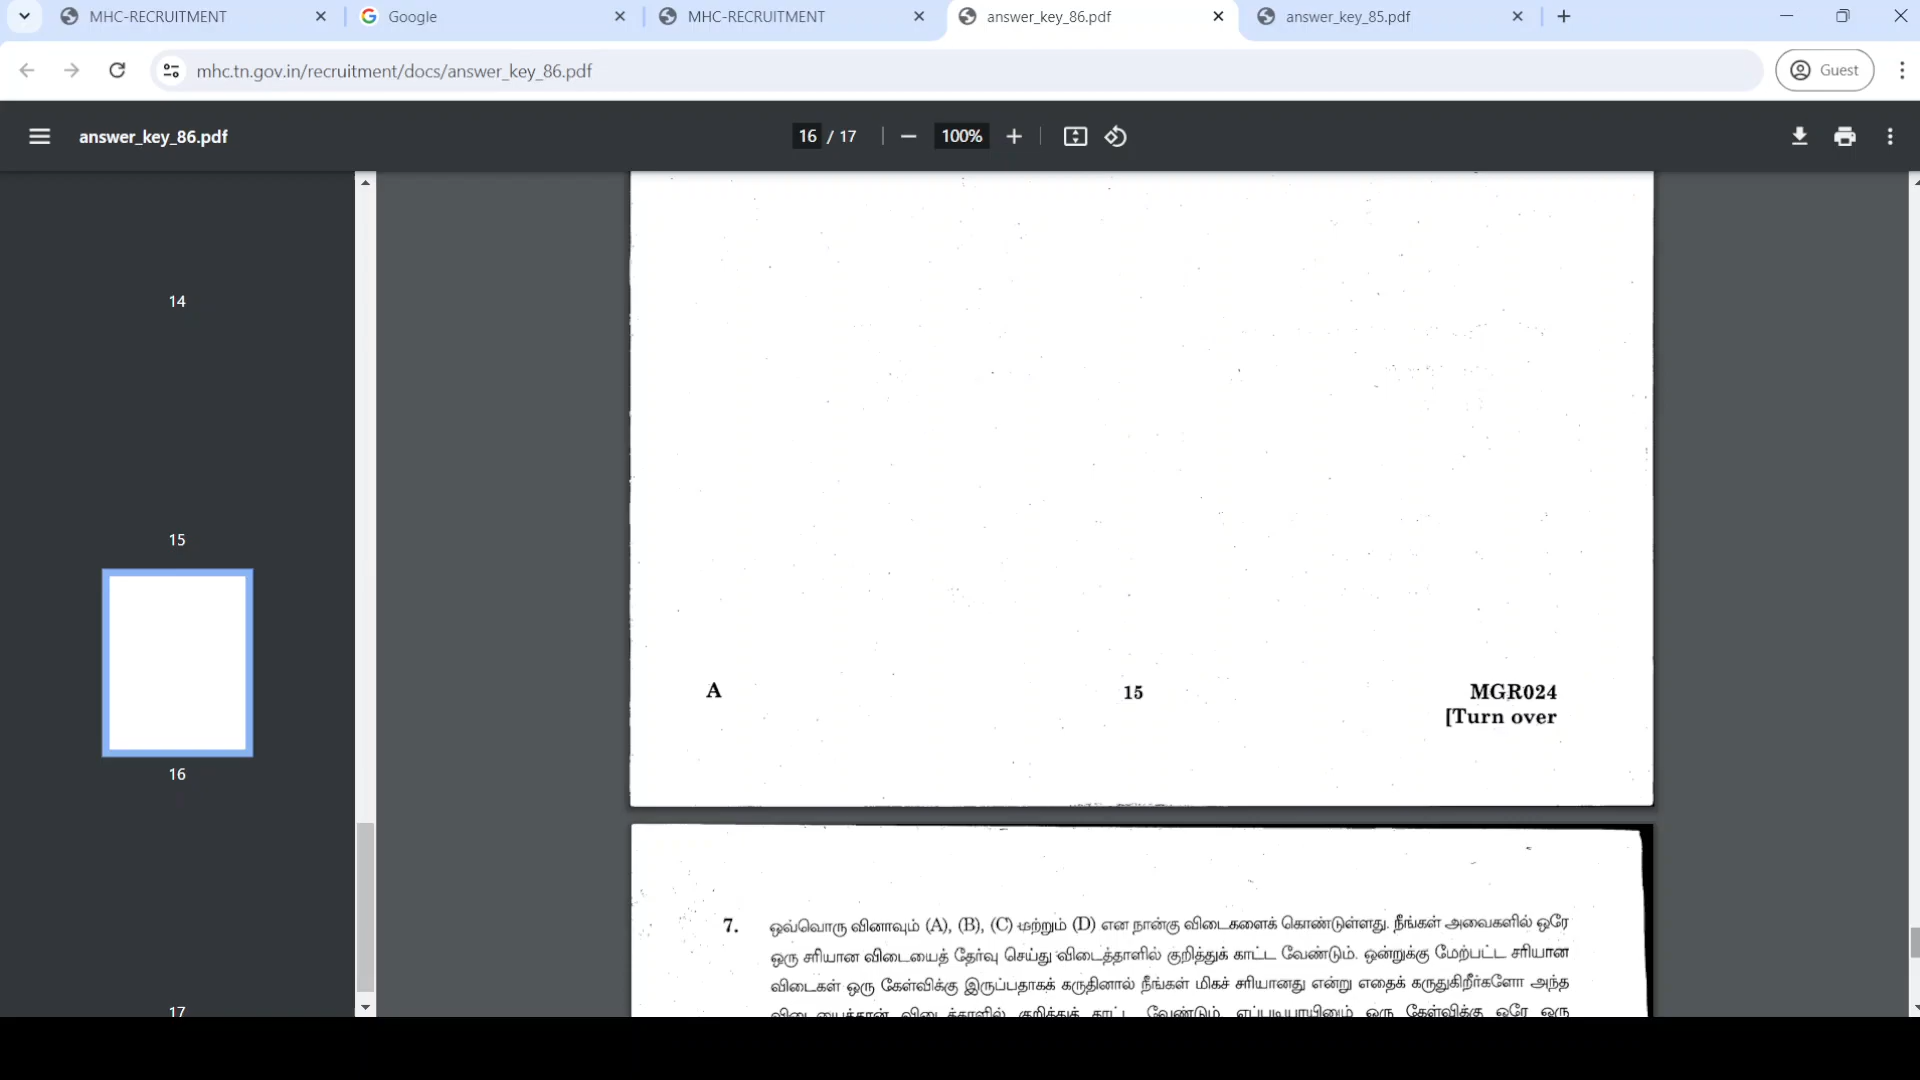 MHC-RECRUITMENT
Google
MHC-RECRUITMENT
answer_key_86.pdf
answer_key_85.pdf
mhc.tn.gov.in/recruitment/docs/answer_key_86.pdf
Guest
answer_key_86.pdf
16 / 17
100%
14
15
16
17
A
15
MGR024
[Turn over
7. ஒவ்வொரு வினாவும் (A), (B), (C) மற்றும் (D) என நான்கு விடைகளைக் கொண்டுள்ளது. நீங்கள் அவைகளில் ஒரே
ஒரு சரியான விடையைத் தேர்வு செய்து விடைத்தாளில் குறித்துக் காட்ட வேண்டும். ஒன்றுக்கு மேற்பட்ட சரியான
விடைகள் ஒரு கேள்விக்கு இருப்பதாகக் கருதினால் நீங்கள் மிகச் சரியானது என்று எதைக் கருதுகிறீர்களோ அந்த
விடையைத்தான் விடைத்தாளில் குறித்துக் காட்ட வேண்டும். எப்படியாயினும் ஒரு கேள்விக்கு ஒரே ஒரு